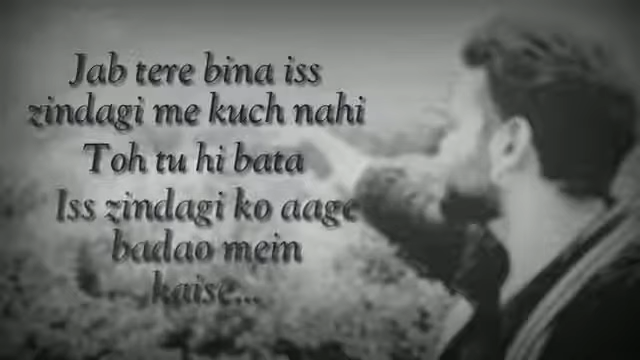 Jab tere bina iss
zindagi me kuch nahi
Toh tu hi bata
Iss zindagi ko aage
badao mein
kaise...